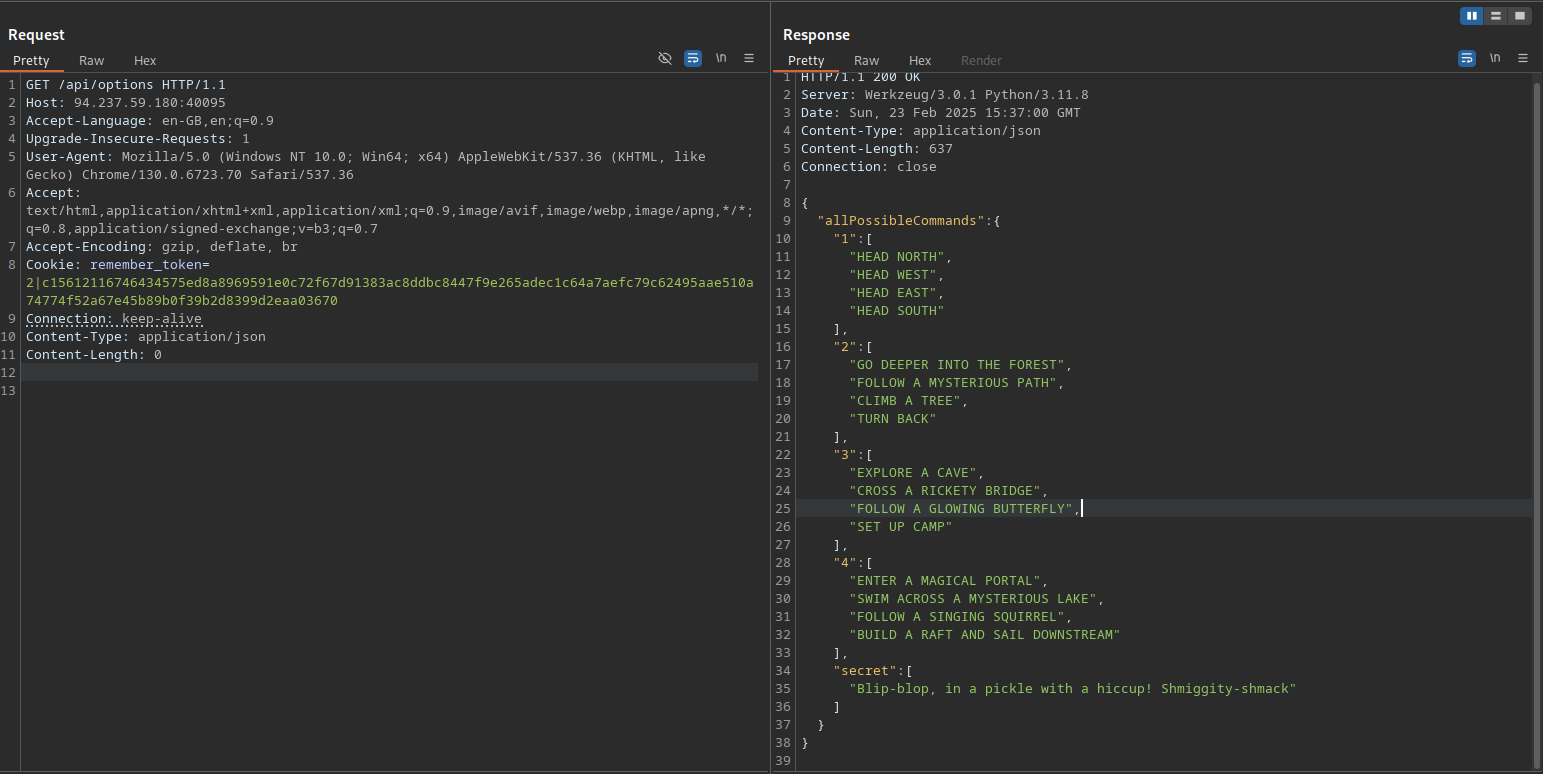 Request
Pretty Raw Hex
\n
1 GET /api/options HTTP/1.1
2 Host: 94.237.59.180:40095
3 Accept-Language: en-GB,en;q=0.9
4 Upgrade-Insecure-Requests: 1
5 User-Agent: Mozilla/5.0 (Windows NT 10.0; Win64; x64) AppleWebKit/537.36 (KHTML, like
Gecko) Chrome/130.0.6723.70 Safari/537.36
6 Accept:
text/html,application/xhtml+xml,application/xml;q=0.9,image/avif,image/webp,image/apng,*/*;
q=0.8,application/signed-exchange;v=b3;q=0.7
7 Accept-Encoding: gzip, deflate, br
8 Cookie: remember_token=
2|c15612116746434575ed8a8969591e0c72f67d91383ac8ddbc8447f9e265adec1c64a7aefc79c62495aae510a
74774f52a67e45b89b0f39b2d8399d2eaa03670
9 Connection: keep-alive
10 Content-Type: application/json
11 Content-Length: 0
12
13
Response
Pretty Raw Hex Render
\n
1 HTTP/1.1 200 OK
2 Server: Werkzeug/3.0.1 Python/3.11.8
3 Date: Sun, 23 Feb 2025 15:37:00 GMT
4 Content-Type: application/json
5 Content-Length: 637
6 Connection: close
7
8 {
9 "allPossibleCommands":{
10 "1":[
11 "HEAD NORTH",
12 "HEAD WEST",
13 "HEAD EAST",
14 "HEAD SOUTH"
15 ],
16 "2":[
17 "GO DEEPER INTO THE FOREST",
18 "FOLLOW A MYSTERIOUS PATH",
19 "CLIMB A TREE",
20 "TURN BACK"
21 ],
22 "3":[
23 "EXPLORE A CAVE",
24 "CROSS A RICKETY BRIDGE",
25 "FOLLOW A GLOWING BUTTERFLY",
26 "SET UP CAMP"
27 ],
28 "4":[
29 "ENTER A MAGICAL PORTAL",
30 "SWIM ACROSS A MYSTERIOUS LAKE",
31 "FOLLOW A SINGING SQUIRREL",
32 "BUILD A RAFT AND SAIL DOWNSTREAM"
33 ],
34 "secret":[
35 "Blip-blop, in a pickle with a hiccup! Shmiggity-shmack"
36 ]
37 }
38 }
39